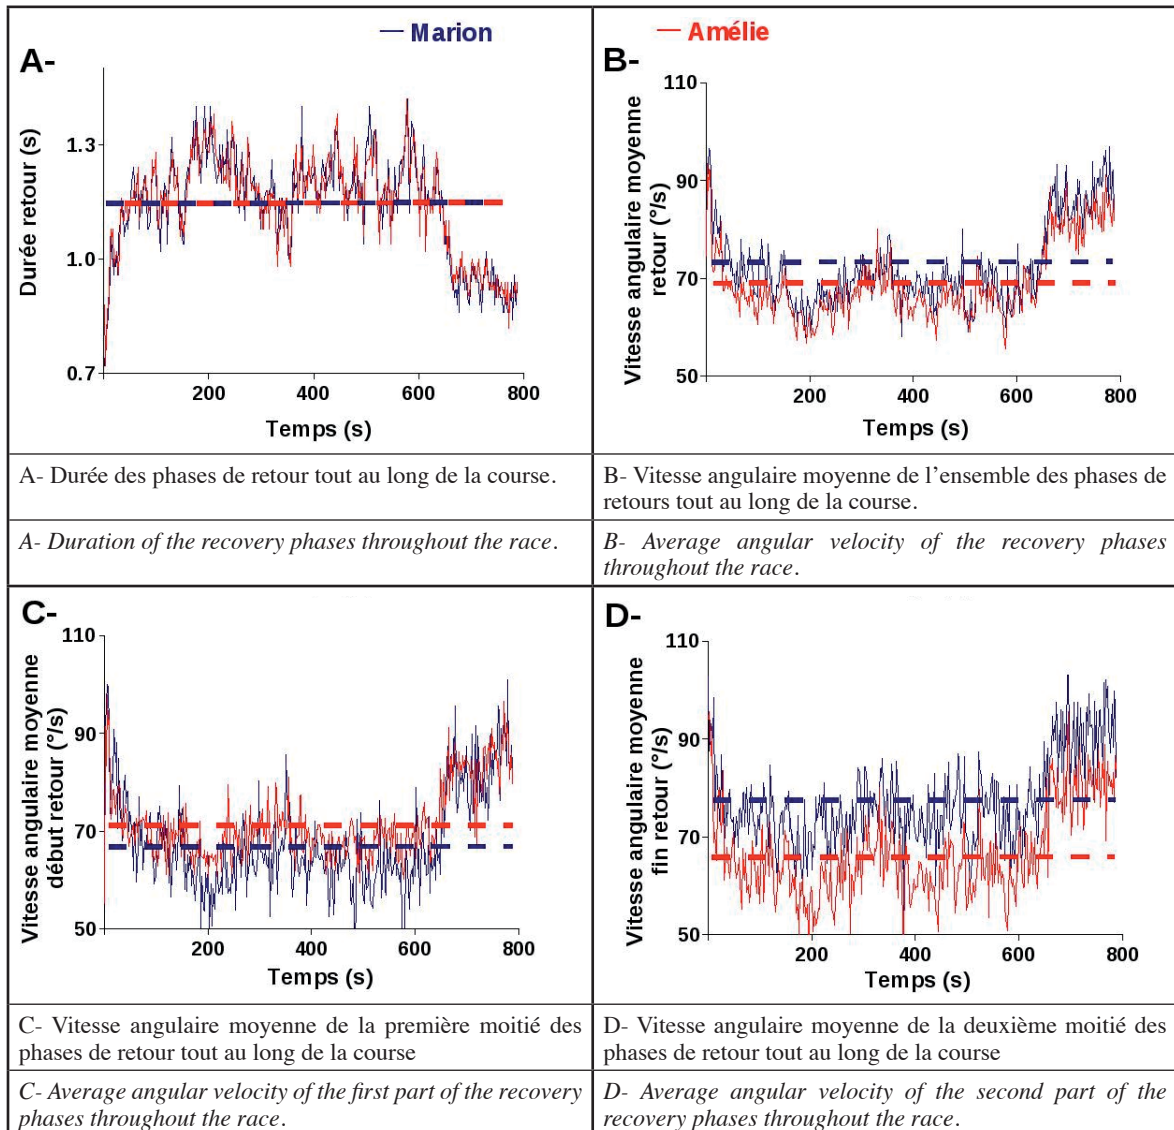 Marion
Amélie
A-
Durée retour (s)
1.3
1.0
0.7
200
400
600
800
Temps (s)
B-
Vitesse angulaire moyenne
retour (°/s)
110
90
70
50
200
400
600
800
Temps (s)
A- Durée des phases de retour tout au long de la course.
B- Vitesse angulaire moyenne de l’ensemble des phases de
retours tout au long de la course.
A- Duration of the recovery phases throughout the race.
B- Average angular velocity of the recovery phases
throughout the race.
C-
Vitesse angulaire moyenne
début retour (°/s)
110
90
70
50
200
400
600
800
Temps (s)
D-
Vitesse angulaire moyenne
fin retour (°/s)
110
90
70
50
200
400
600
800
Temps (s)
C- Vitesse angulaire moyenne de la première moitié des
phases de retour tout au long de la course
D- Vitesse angulaire moyenne de la deuxième moitié des
phases de retour tout au long de la course
C- Average angular velocity of the first part of the recovery
phases throughout the race.
D- Average angular velocity of the second part of the
recovery phases throughout the race.